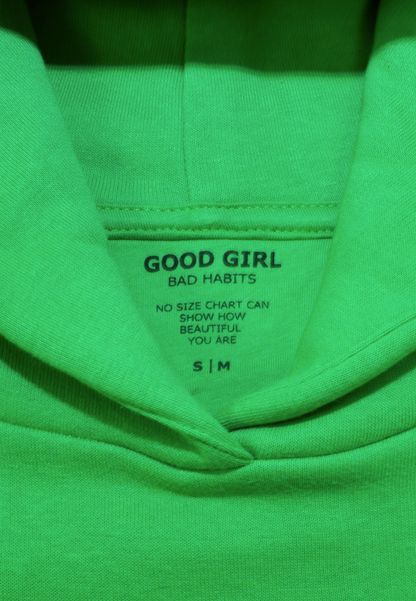 GOOD GIRL
BAD HABITS
NO SIZE CHART CAN
SHOW HOW
BEAUTIFUL
YOU ARE
S | M